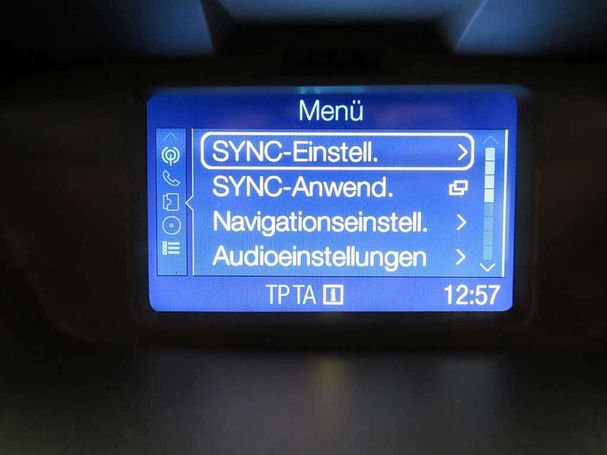 Menü
SYNC-Einstell.
SYNC-Anwend.
Navigationseinstell.
Audioeinstellungen
TP TA i 12:57